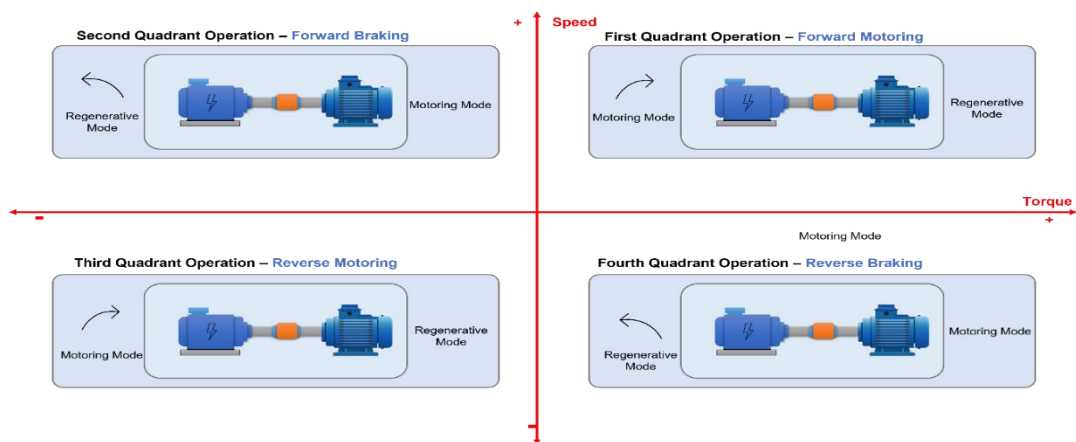 + Speed
Second Quadrant Operation – Forward Braking
Regenerative
Mode
Motoring Mode
First Quadrant Operation – Forward Motoring
Motoring Mode
Regenerative
Mode
Torque
-
+
Motoring Mode
Third Quadrant Operation – Reverse Motoring
Motoring Mode
Regenerative
Mode
Fourth Quadrant Operation – Reverse Braking
Regenerative
Mode
Motoring Mode
-